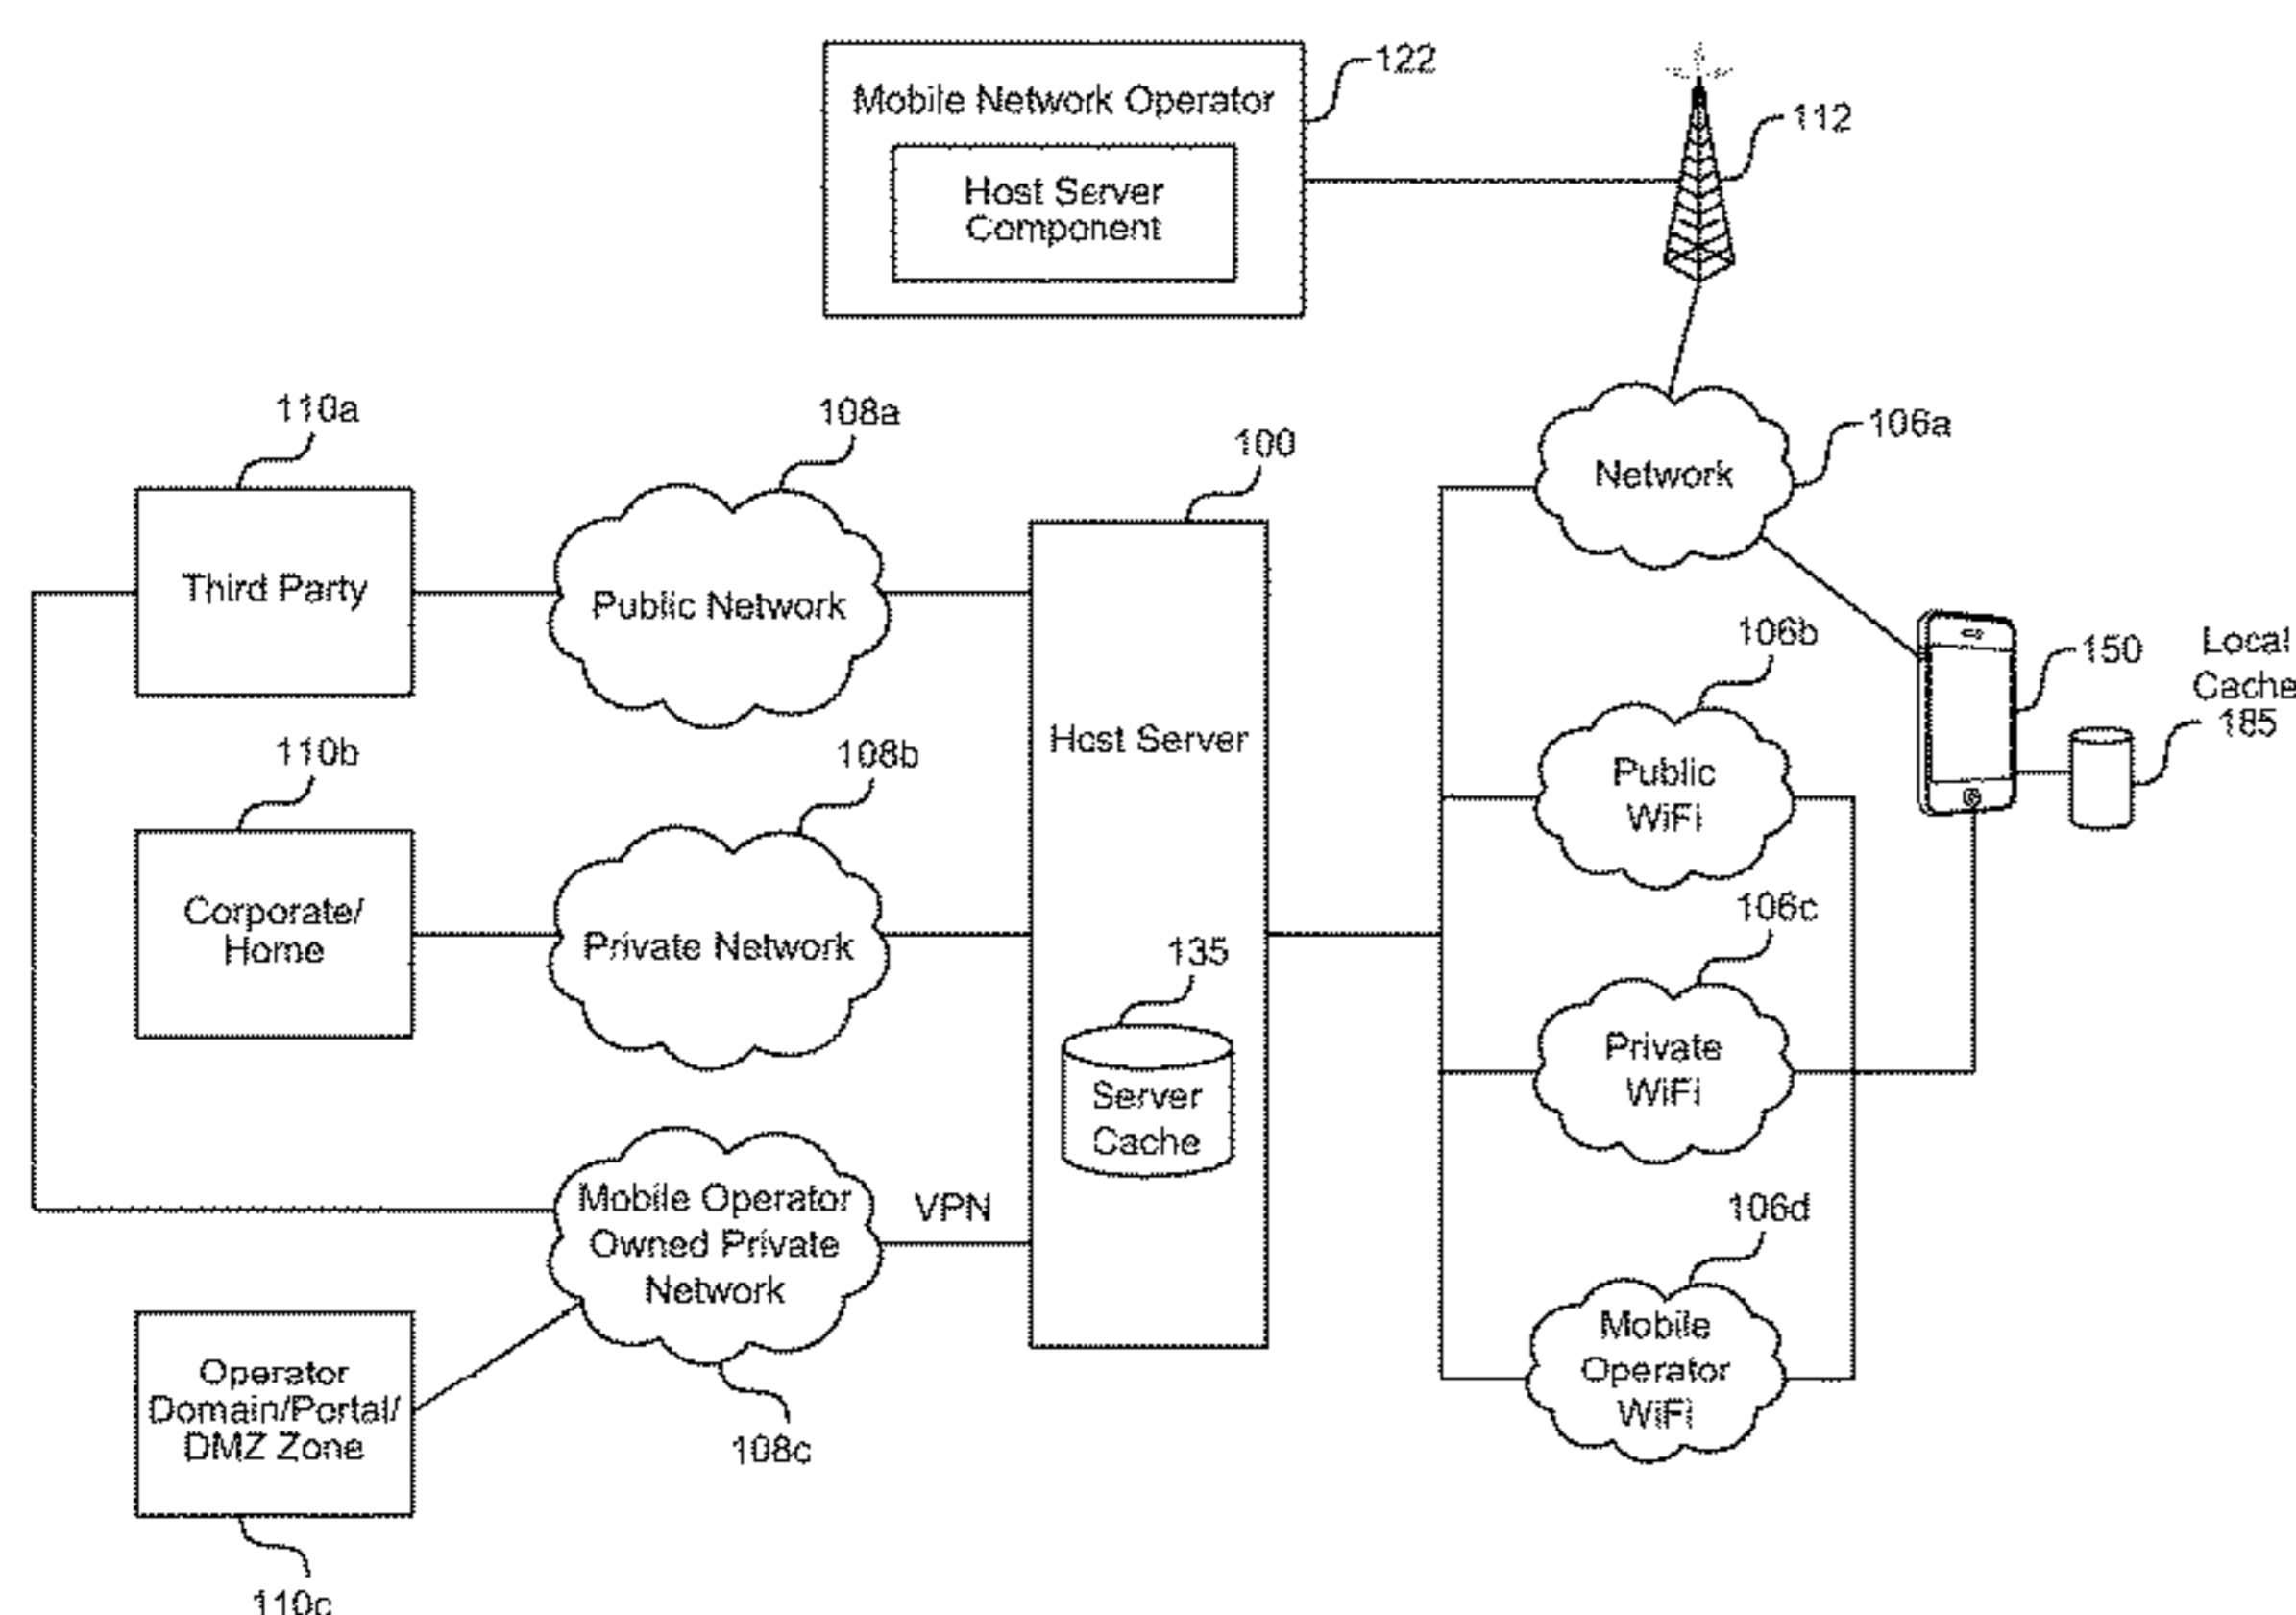 122
Mobile Network Operator
112
Host Server
Component
110a
108a
100
106a
Network
Third Party
Public Network
106b
150
Local
Cache
185
110b
108b
Host Server
Public
WiFi
Corporate/
Home
Private Network
135
106c
Private
WiFi
Server
Cache
Mobile Operator
Owned Private
Network
VPN
106d
Mobile
Operator
WiFi
Operator
Domain/Portal/
DMZ Zone
108c
110c